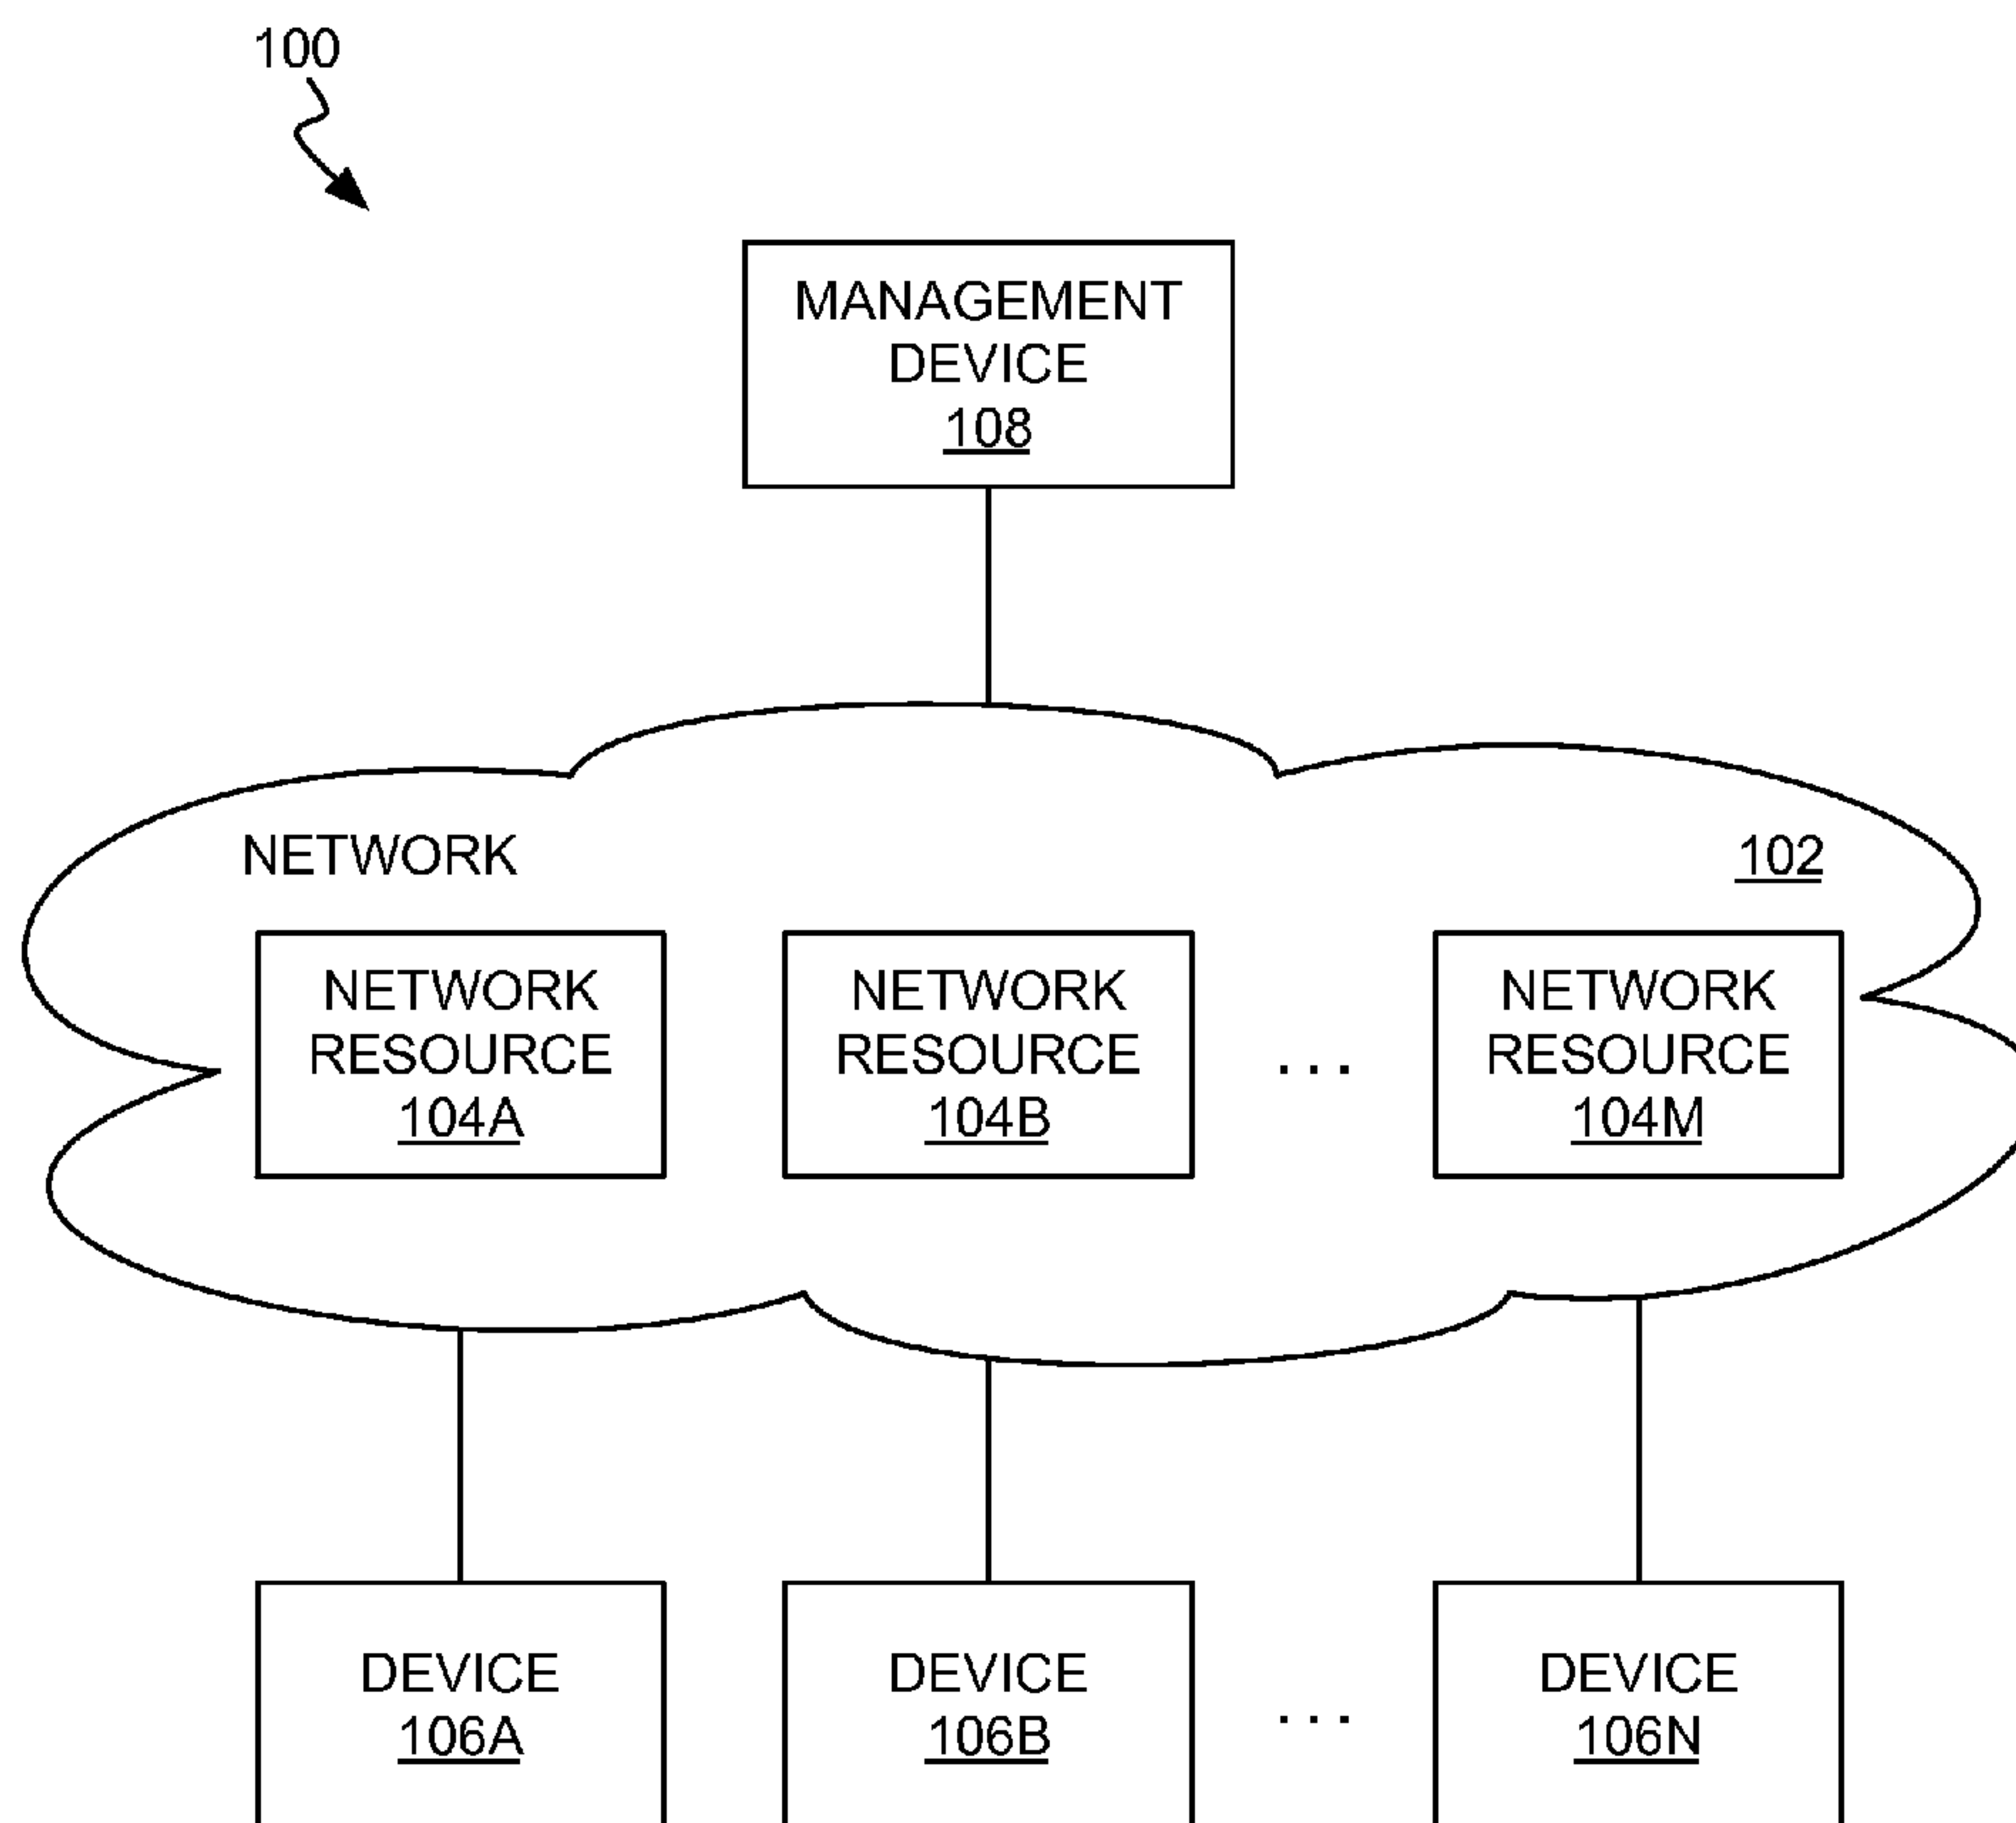 100
MANAGEMENT
DEVICE
108
NETWORK
102
NETWORK
RESOURCE
104A
NETWORK
RESOURCE
104B
...
NETWORK
RESOURCE
104M
DEVICE
106A
DEVICE
106B
...
DEVICE
106N